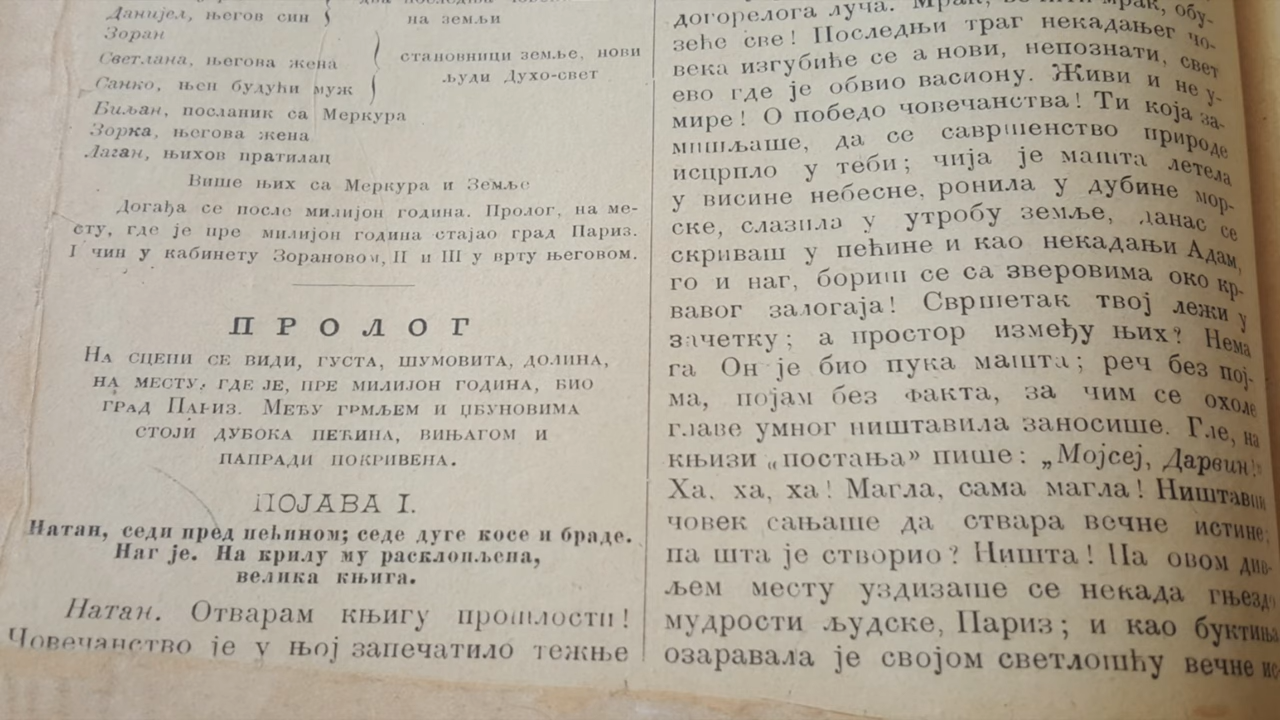 Данијел, његов син
на земљи
Зоран
Светлана, његова жена
становници земље, нови
Санко, њен будући муж
људи Духо-свет
Биљан, посланик са Меркура
Зорка, његова жена
Лаган, њихов пратилац
Више њих са Меркура и Земље
Догађа се после милијон година. Пролог, на ме-
сту, где је пре милијон година стајао град Париз.
I чин у кабинету Зорановом, II и III у врту његовом.
ПРОЛОГ
На сцени се види, густа, шумовита, долина,
на месту, где је, пре милијон година, био
град Париз. Међу грмљем и џбуновима
стоји дубока пећина, вињагом и
папради покривена.
ПОЈАВА I.
Натан, седи пред пећином; седе дуге косе и браде.
Наг је. На крилу му расклопљена,
велика књига.
Натан. Отварам књигу прошлости!
Човечанство је у њој запечатило тежње
догорелога луча. Мрак, обу-
зеће све! Последњи траг некадањег чо-
века изгубиће се а нови, непознати, свет
ево где је обвио васиону. Живи и не у-
мире! О победо човечанства! Ти која за-
мишљаше, да се савршенство природе
исцрпло у теби; чија је машта летела
у висине небесне, ронила у дубине мор-
ске, слазила у утробу земље, данас се
скриваш у пећине и као некадањи Адам,
го и наг, бориш се са зверовима око кр-
вавог залогаја! Свршетак твој лежи у
зачетку; а простор између њих? Нема
га Он је био пука машта; реч без пој-
ма, појам без факта, за чим се охоле
главе умног ништавила заносише. Гле, на
књизи „постања” пише: „Мојсеј, Дарвин!”
Ха, ха, ха! Магла, сама магла! Ништавни
човек сањаше да ствара вечне истине;
па шта је створио? Ништа! На овом див-
љем месту уздизаше се некада гњездо
мудрости људске, Париз; и као буктиња
озаравала је својом светлошћу вечне ис-